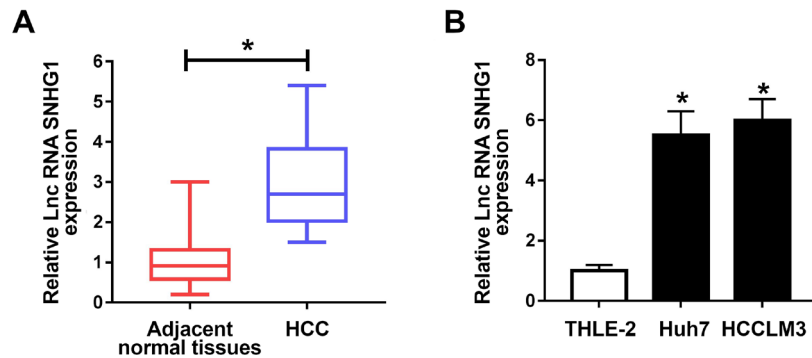 A
Relative Lnc RNA SNHG1
expression
6
5
4
3
2
1
0
*
Adjacent
normal tissues
HCC
B
Relative Lnc RNA SNHG1
expression
8
6
4
2
0
*
*
THLE-2
Huh7
HCCLM3